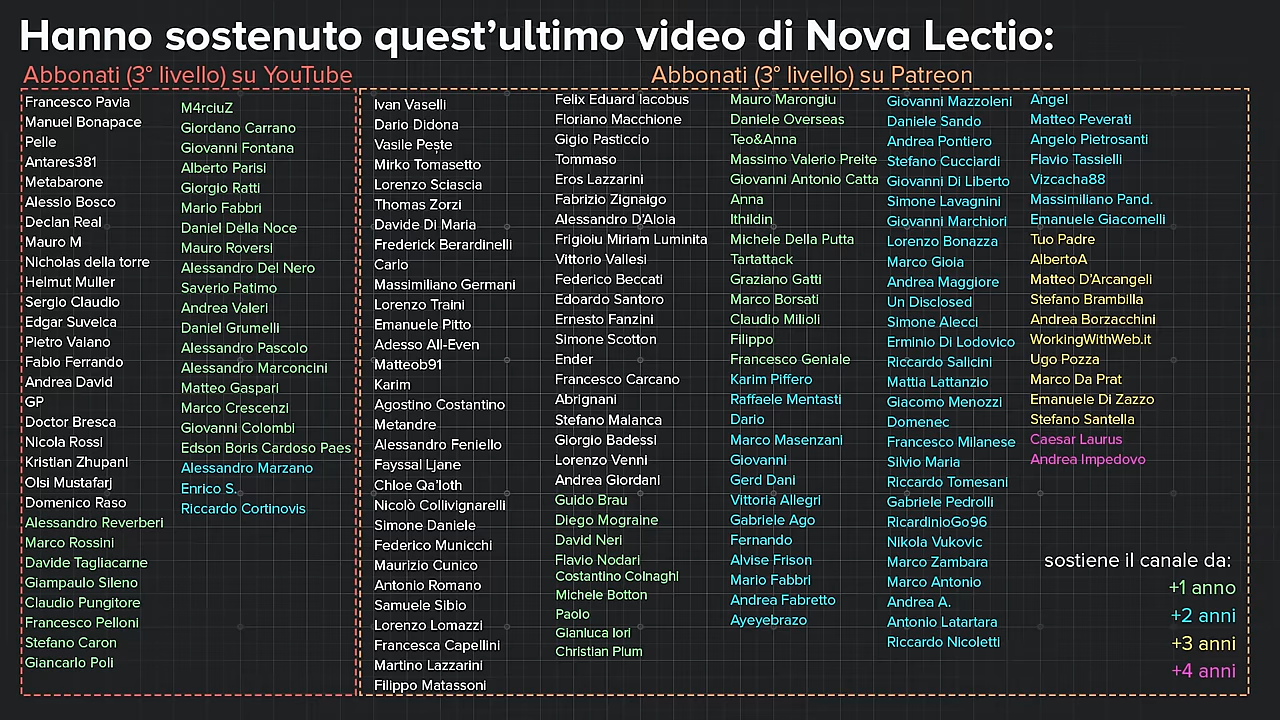 Hanno sostenuto quest'ultimo video di Nova Lectio:
Abbonati (3° livello) su YouTube
Francesco Pavia
Manuel Bonapace
Pelle
Antares381
Metabarone
Alessio Bosco
Declan Real
Mauro M
Nicholas della torre
Helmut Muller
Sergio Claudio
Edgar Suveica
Pietro Valano
Fabio Ferrando
Andrea David
GP
Doctor Bresca
Nicola Rossi
Kristian Zhupani
Olsi Mustafarj
Domenico Raso
Alessandro Reverberi
Marco Rossini
Davide Tagliacarne
Giampaulo Sileno
Claudio Pungitore
Francesco Pelloni
Stefano Caron
Giancarlo Poli
M4rciuZ
Giordano Carrano
Giovanni Fontana
Alberto Parisi
Giorgio Ratti
Mario Fabbri
Daniel Della Noce
Mauro Roversi
Alessandro Del Nero
Saverio Patimo
Andrea Valeri
Daniel Grumelli
Alessandro Pascolo
Alessandro Marconcini
Matteo Gaspari
Marco Crescenzi
Giovanni Colombi
Edson Boris Cardoso Paes
Alessandro Marzano
Enrico S.
Riccardo Cortinovis
Abbonati (3° livello) su Patreon
Ivan Vaselli
Dario Didona
Vasile Peste
Mirko Tomasetto
Lorenzo Sciascia
Thomas Zorzi
Davide Di Maria
Frederick Berardinelli
Carlo
Massimiliano Germani
Lorenzo Traini
Emanuele Pitto
Adesso All-Even
Matteob91
Karim
Agostino Costantino
Metandre
Alessandro Feniello
Fayssal Ljane
Chloe Qa'loth
Nicolò Collivignarelli
Simone Daniele
Federico Municchi
Maurizio Cunico
Antonio Romano
Samuele Sibio
Lorenzo Lomazzi
Francesca Capellini
Martino Lazzarini
Filippo Matassoni
Felix Eduard Iacobus
Floriano Macchione
Gigio Pasticcio
Tommaso
Eros Lazzarini
Fabrizio Zignaigo
Alessandro D'Aloia
Frigioiu Miriam Luminita
Vittorio Vallesi
Federico Beccati
Edoardo Santoro
Ernesto Fanzini
Simone Scotton
Ender
Francesco Carcano
Abrignani
Stefano Malanca
Giorgio Badessi
Lorenzo Venni
Andrea Giordani
Guido Brau
Diego Mograine
David Neri
Flavio Nodari
Costantino Colnaghi
Michele Botton
Paolo
Gianluca Iori
Christian Plum
Mauro Marongiu
Daniele Overseas
Teo&Anna
Massimo Valerio Preite
Giovanni Antonio Catta
Anna
Ithildin
Michele Della Putta
Tartattack
Graziano Gatti
Marco Borsati
Claudio Milioli
Filippo
Francesco Geniale
Karim Piffero
Raffaele Mentasti
Dario
Marco Masenzani
Giovanni
Gerd Dani
Vittoria Allegri
Gabriele Ago
Fernando
Alvise Frison
Mario Fabbri
Andrea Fabretto
Ayeyebrazo
Giovanni Mazzoleni
Daniele Sando
Andrea Pontiero
Stefano Cucciardi
Giovanni Di Liberto
Simone Lavagnini
Giovanni Marchiori
Lorenzo Bonazza
Marco Gioia
Andrea Maggiore
Un Disclosed
Simone Alecci
Erminio Di Lodovico
Riccardo Salicini
Mattia Lattanzio
Giacomo Menozzi
Domenec
Francesco Milanese
Silvio Maria
Riccardo Tomesani
Gabriele Pedrolli
RicardinioGo96
Nikola Vukovic
Marco Zambara
Marco Antonio
Andrea A.
Antonio Latartara
Riccardo Nicoletti
Angel
Matteo Peverati
Angelo Pietrosanti
Flavio Tassielli
Vizcacha88
Massimiliano Pand.
Emanuele Giacomelli
Tuo Padre
AlbertoA
Matteo D'Arcangeli
Stefano Brambilla
Andrea Borzacchini
WorkingWithWeb.it
Ugo Pozza
Marco Da Prat
Emanuele Di Zazzo
Stefano Santella
Caesar Laurus
Andrea Impedovo
sostiene il canale da:
+1 anno
+2 anni
+3 anni
+4 anni